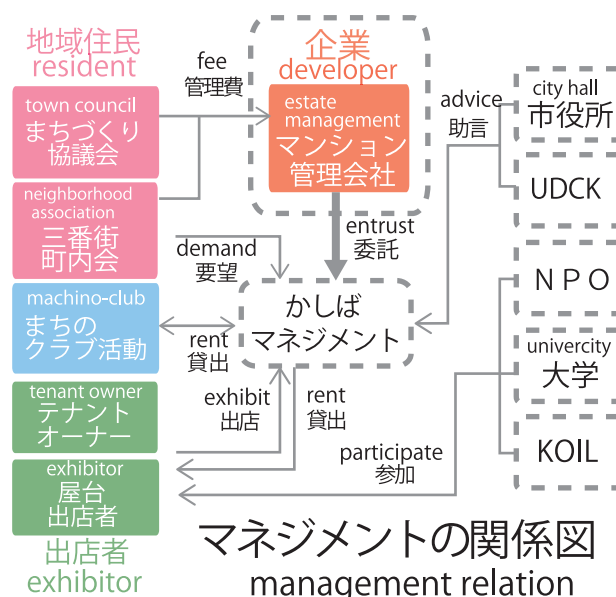 地域住民
resident
town council
まちづくり
協議会
neighborhood
association
三番街
町内会
machino-club
まちの
クラブ活動
tenant owner
テナント
オーナー
exhibitor
屋台
出店者
出店者
exhibitor
fee
管理費
企業
developer
estate
management
マンション
管理会社
entrust
委託
demand
要望
かしば
マネジメント
rent
貸出
exhibit
出店
rent
貸出
advice
助言
participate
参加
city hall
市役所
UDCK
NPO
univercity
大学
KOIL
マネジメントの関係図
management relation